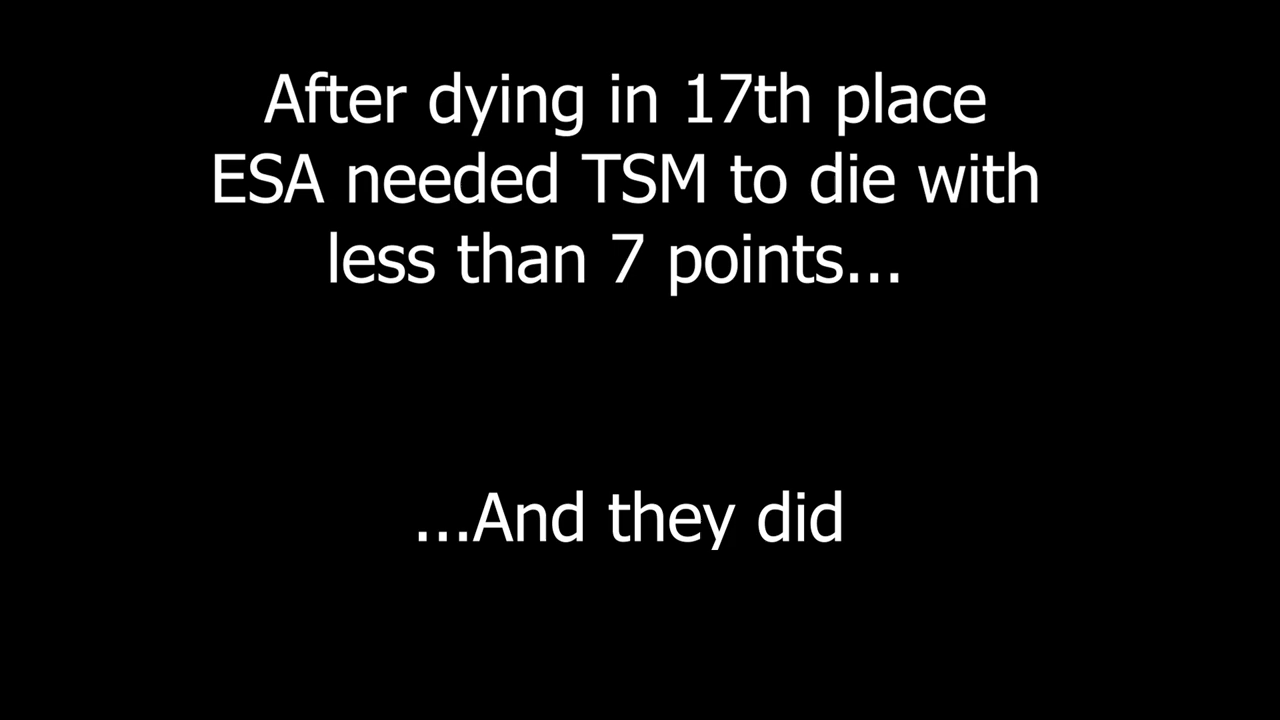 After dying in 17th place
ESA needed TSM to die with
less than 7 points...
...And they did